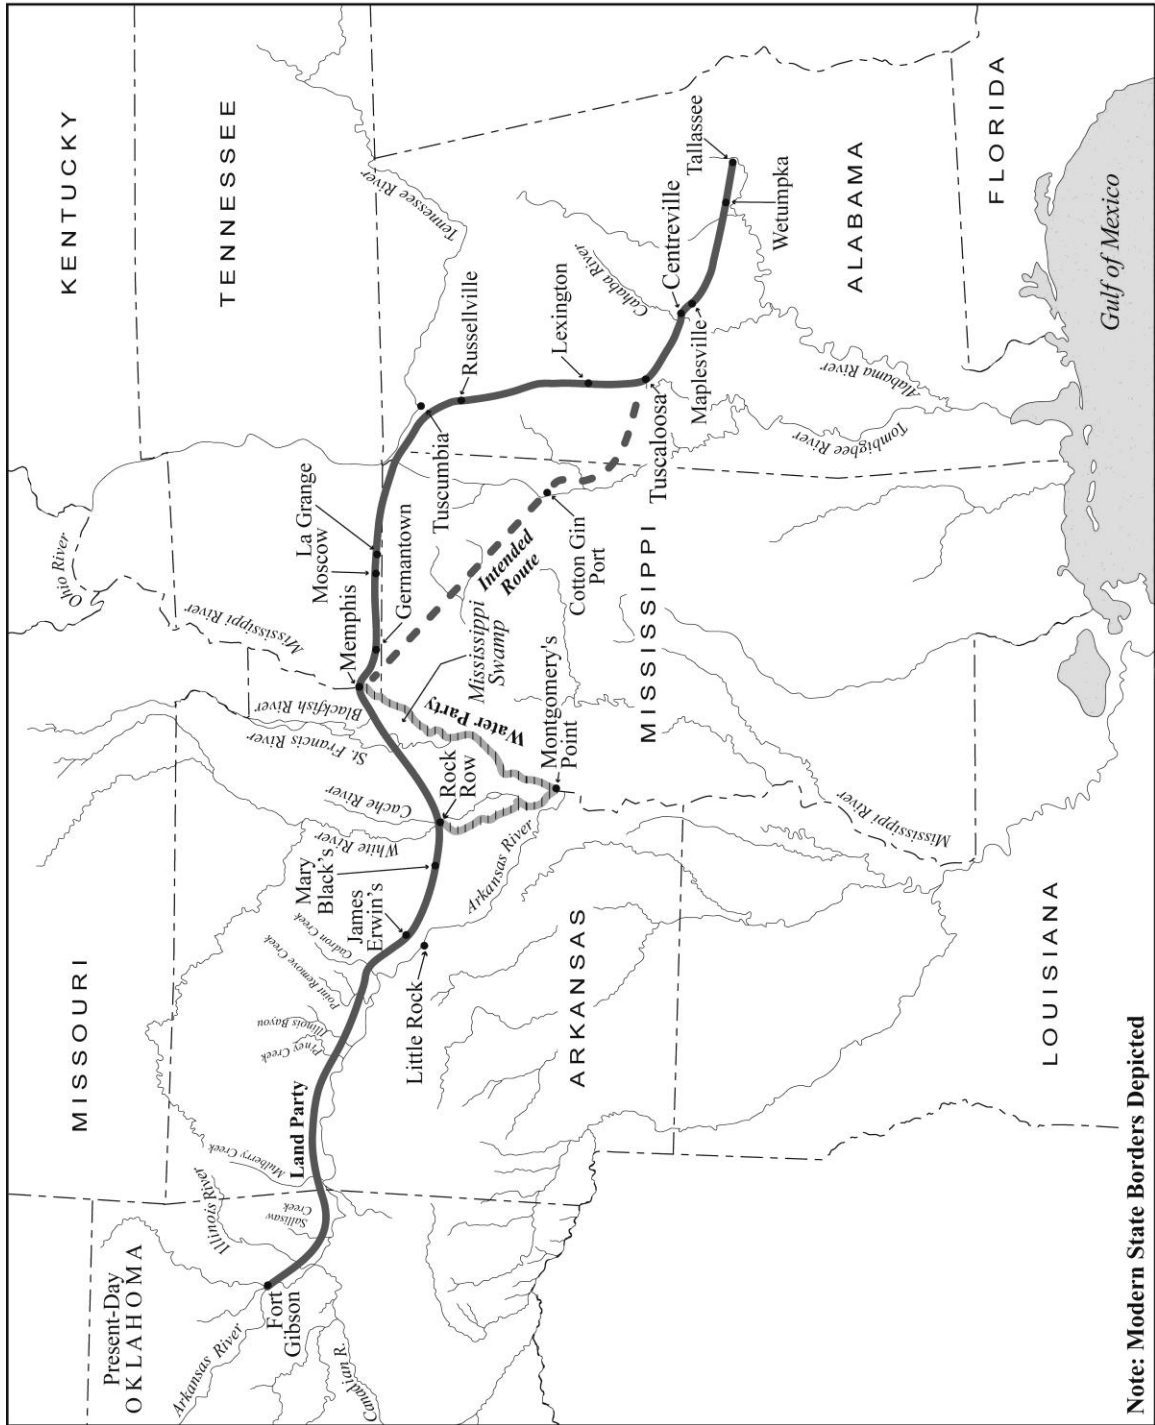 KENTUCKY
TENNESSEE
MISSOURI
Present-Day
OKLAHOMA
ARKANSAS
LOUISIANA
MISSISSIPPI
ALABAMA
FLORIDA
Gulf of Mexico
Ohio River
Mississippi River
Tennessee River
Blackfish River
St. Francis River
Cache River
White River
Cadron Creek
Point Remove Creek
Illinois Bayou
Piney Creek
Mulberry Creek
Sallisaw
Creek
Illinois River
Arkansas River
Canadian R.
Fort
Gibson
Land Party
Little Rock
James
Erwin's
Mary
Black's
Rock
Row
Arkansas River
Montgomery's
Point
Water Party
Mississippi
Swamp
Memphis
Germantown
Moscow
La Grange
Intended
Route
Cotton Gin
Port
Tuscumbia
Russellville
Lexington
Tuscaloosa
Maplesville
Centreville
Cahaba River
Wetumpka
Tallassee
Alabama River
Tombigbee River
Mississippi River
Note: Modern State Borders Depicted